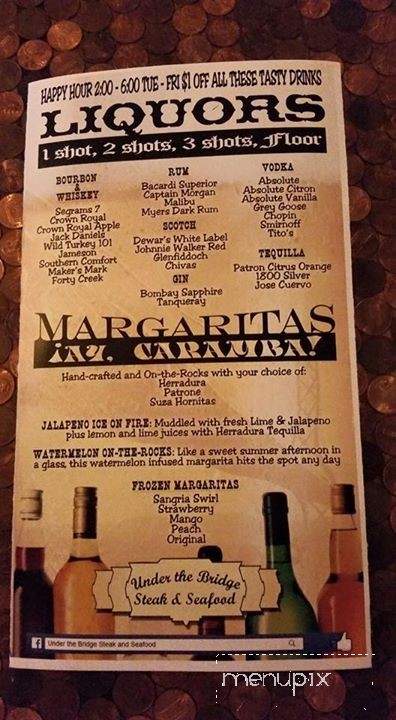 HAPPY HOUR 2:00 - 6:00 TUE - FRI $1 OFF ALL THESE TASTY DRINKS
LIQUORS
1 shot, 2 shots, 3 shots, Floor
BOURBON
&
WHISKEY
Segrams 7
Crown Royal
Crown Royal Apple
Jack Daniels
Wild Turkey 101
Jameson
Southern Comfort
Maker's Mark
Forty Creek
RUM
Bacardi Superior
Captain Morgan
Malibu
Myers Dark Rum
SCOTCH
Dewar's White Label
Johnnie Walker Red
Glenfiddoch
Chivas
GIN
Bombay Sapphire
Tanqueray
VODKA
Absolute
Absolute Citron
Absolute Vanilla
Grey Goose
Chopin
Smirnoff
Tito's
TEQUILLA
Patron Citrus Orange
1800 Silver
Jose Cuervo
MARGARITAS
¡AY, CARAMBA!
Hand-crafted and On-the-Rocks with your choice of:
Herradura
Patrone
Suza Hornitas
JALAPENO ICE ON FIRE: Muddled with fresh Lime & Jalapeno
plus lemon and lime juices with Herradura Tequilla
WATERMELON ON-THE-ROCKS: Like a sweet summer afternoon in
a glass, this watermelon infused margarita hits the spot any day
FROZEN MARGARITAS
Sangria Swirl
Strawberry
Mango
Peach
Original
Under the Bridge
Steak & Seafood
f Under the Bridge Steak and Seafood
menupix